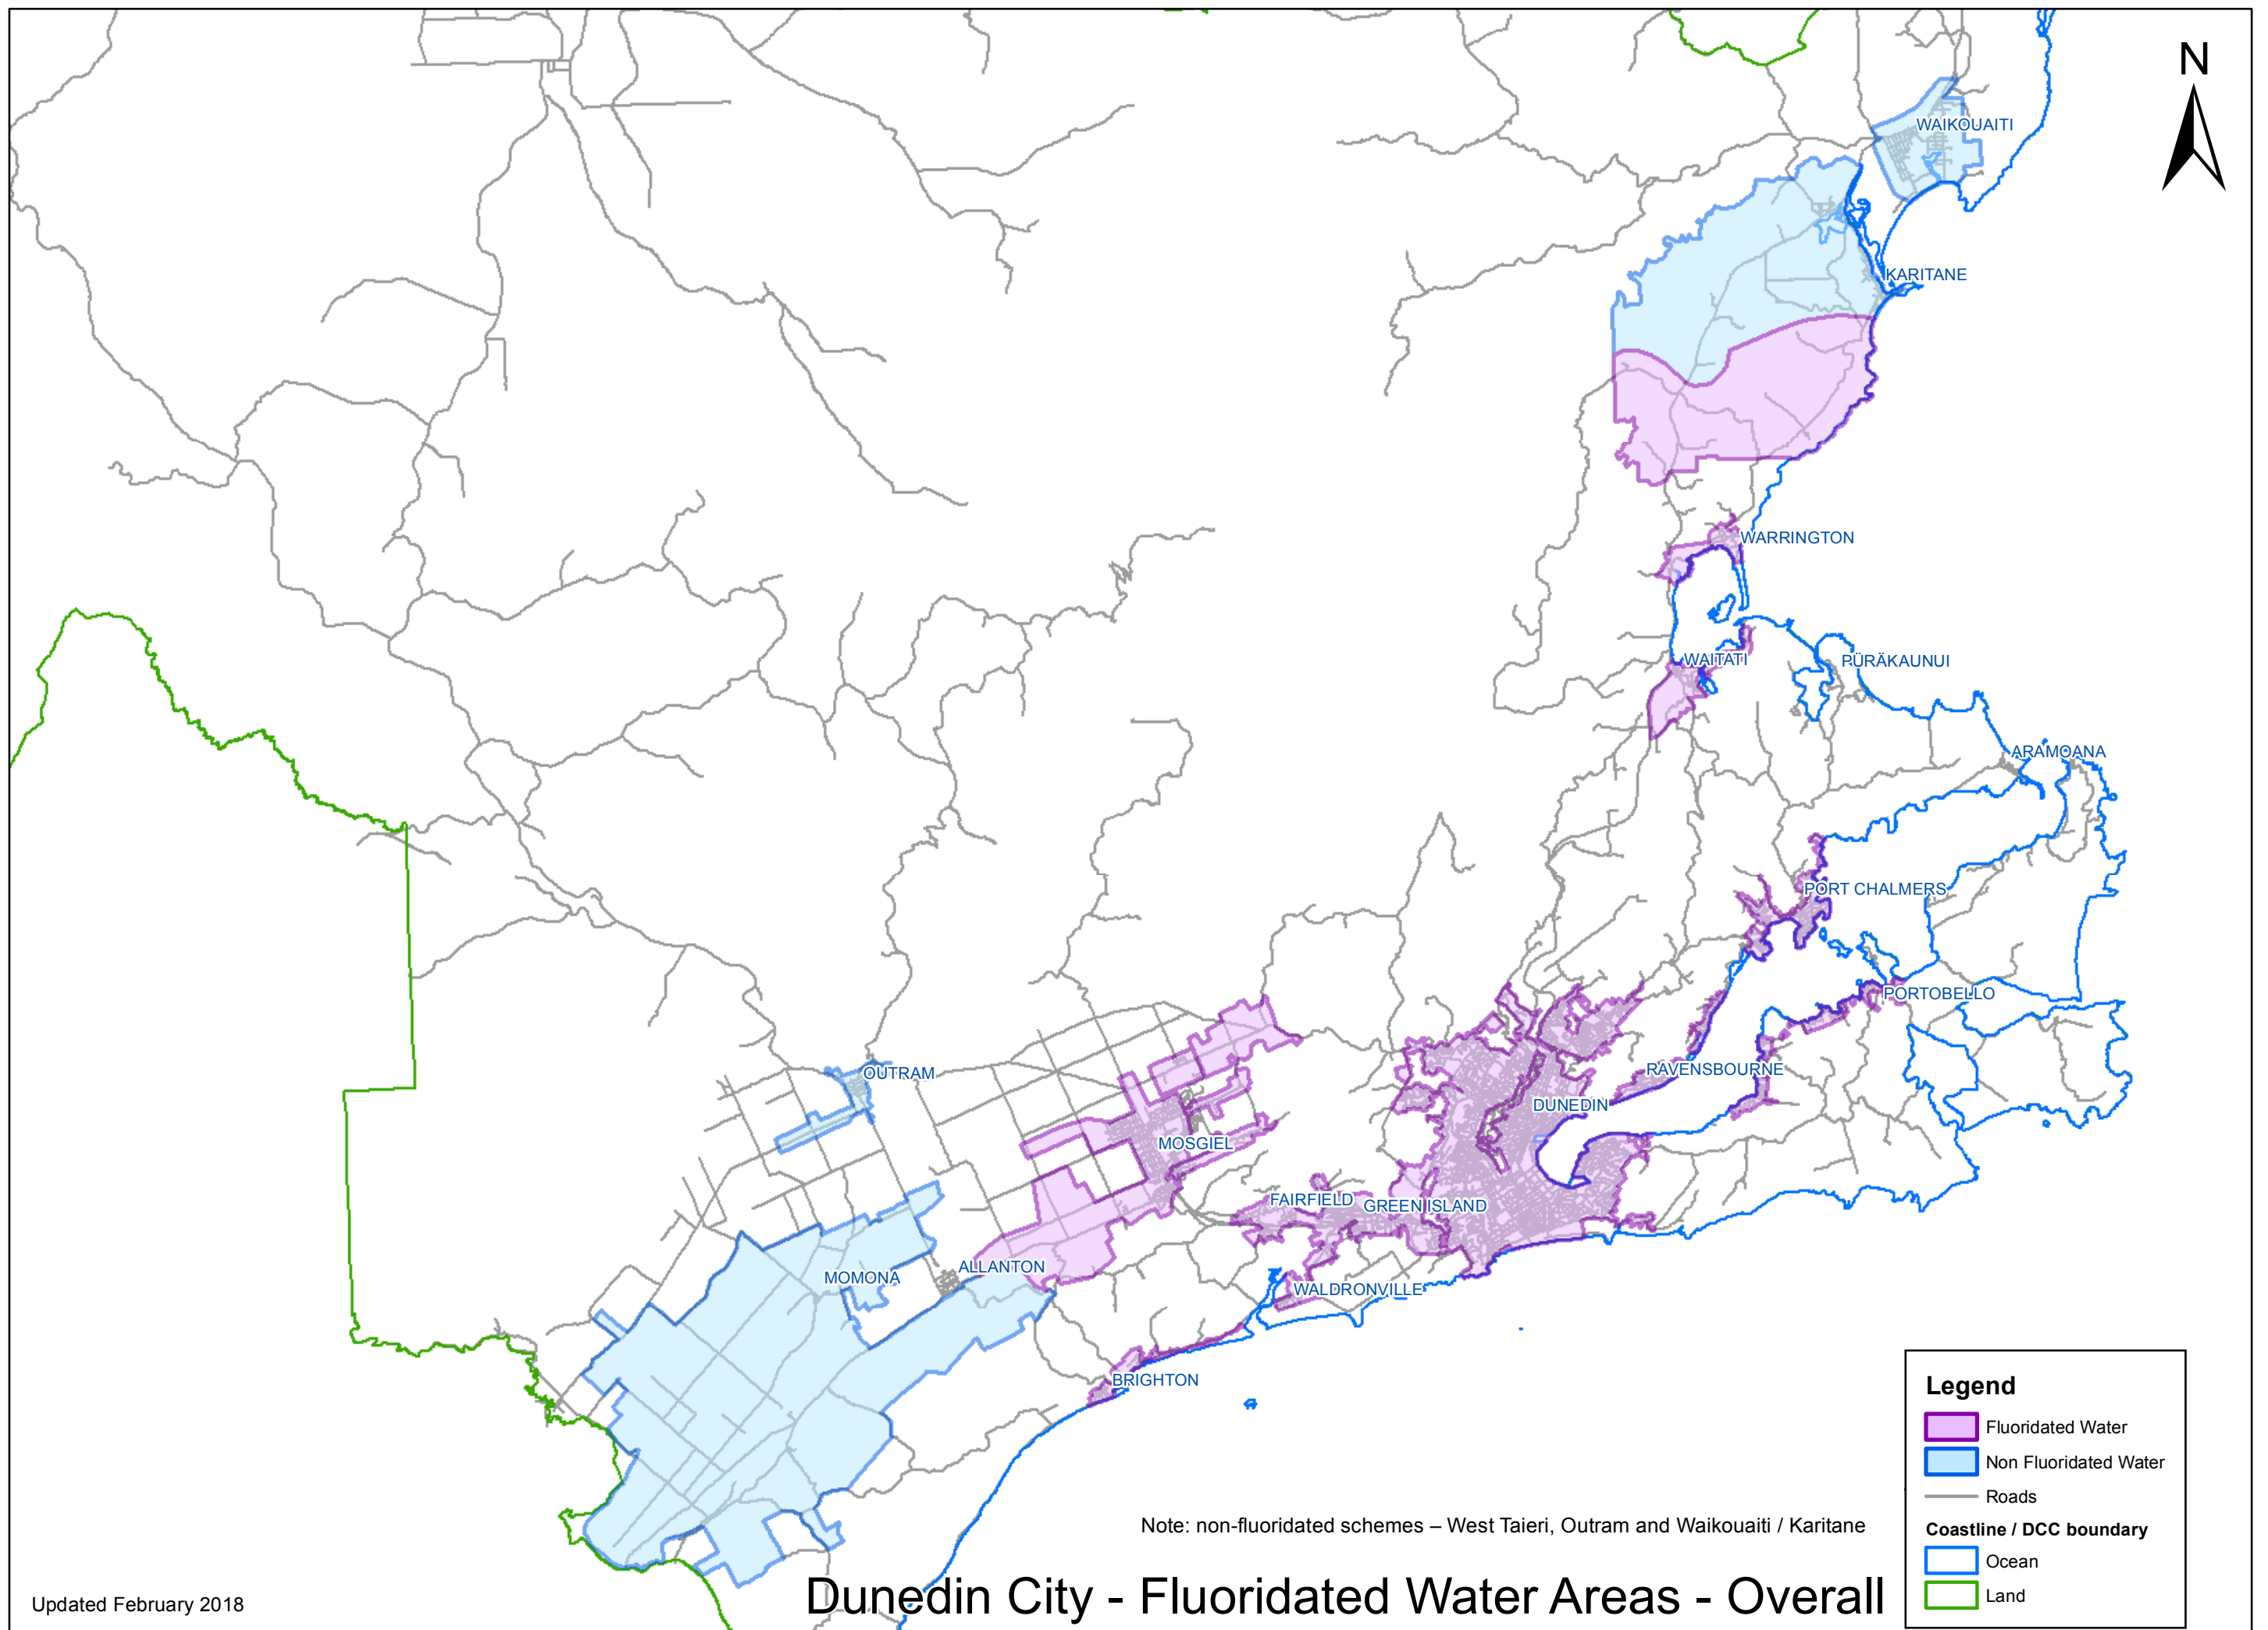 N
WAIKOUAITI
KARITANE
WARRINGTON
WAITATI
PŪRĀKAUNUI
ARAMOANA
PORT CHALMERS
PORTOBELLO
RAVENSBOURNE
DUNEDIN
OUTRAM
MOSGIEL
FAIRFIELD
GREEN ISLAND
ALLANTON
MOMONA
WALDRONVILLE
BRIGHTON
Legend
Fluoridated Water
Non Fluoridated Water
Roads
Coastline / DCC boundary
Ocean
Land
Note: non-fluoridated schemes – West Taieri, Outram and Waikouaiti / Karitane
Dunedin City - Fluoridated Water Areas - Overall
Updated February 2018